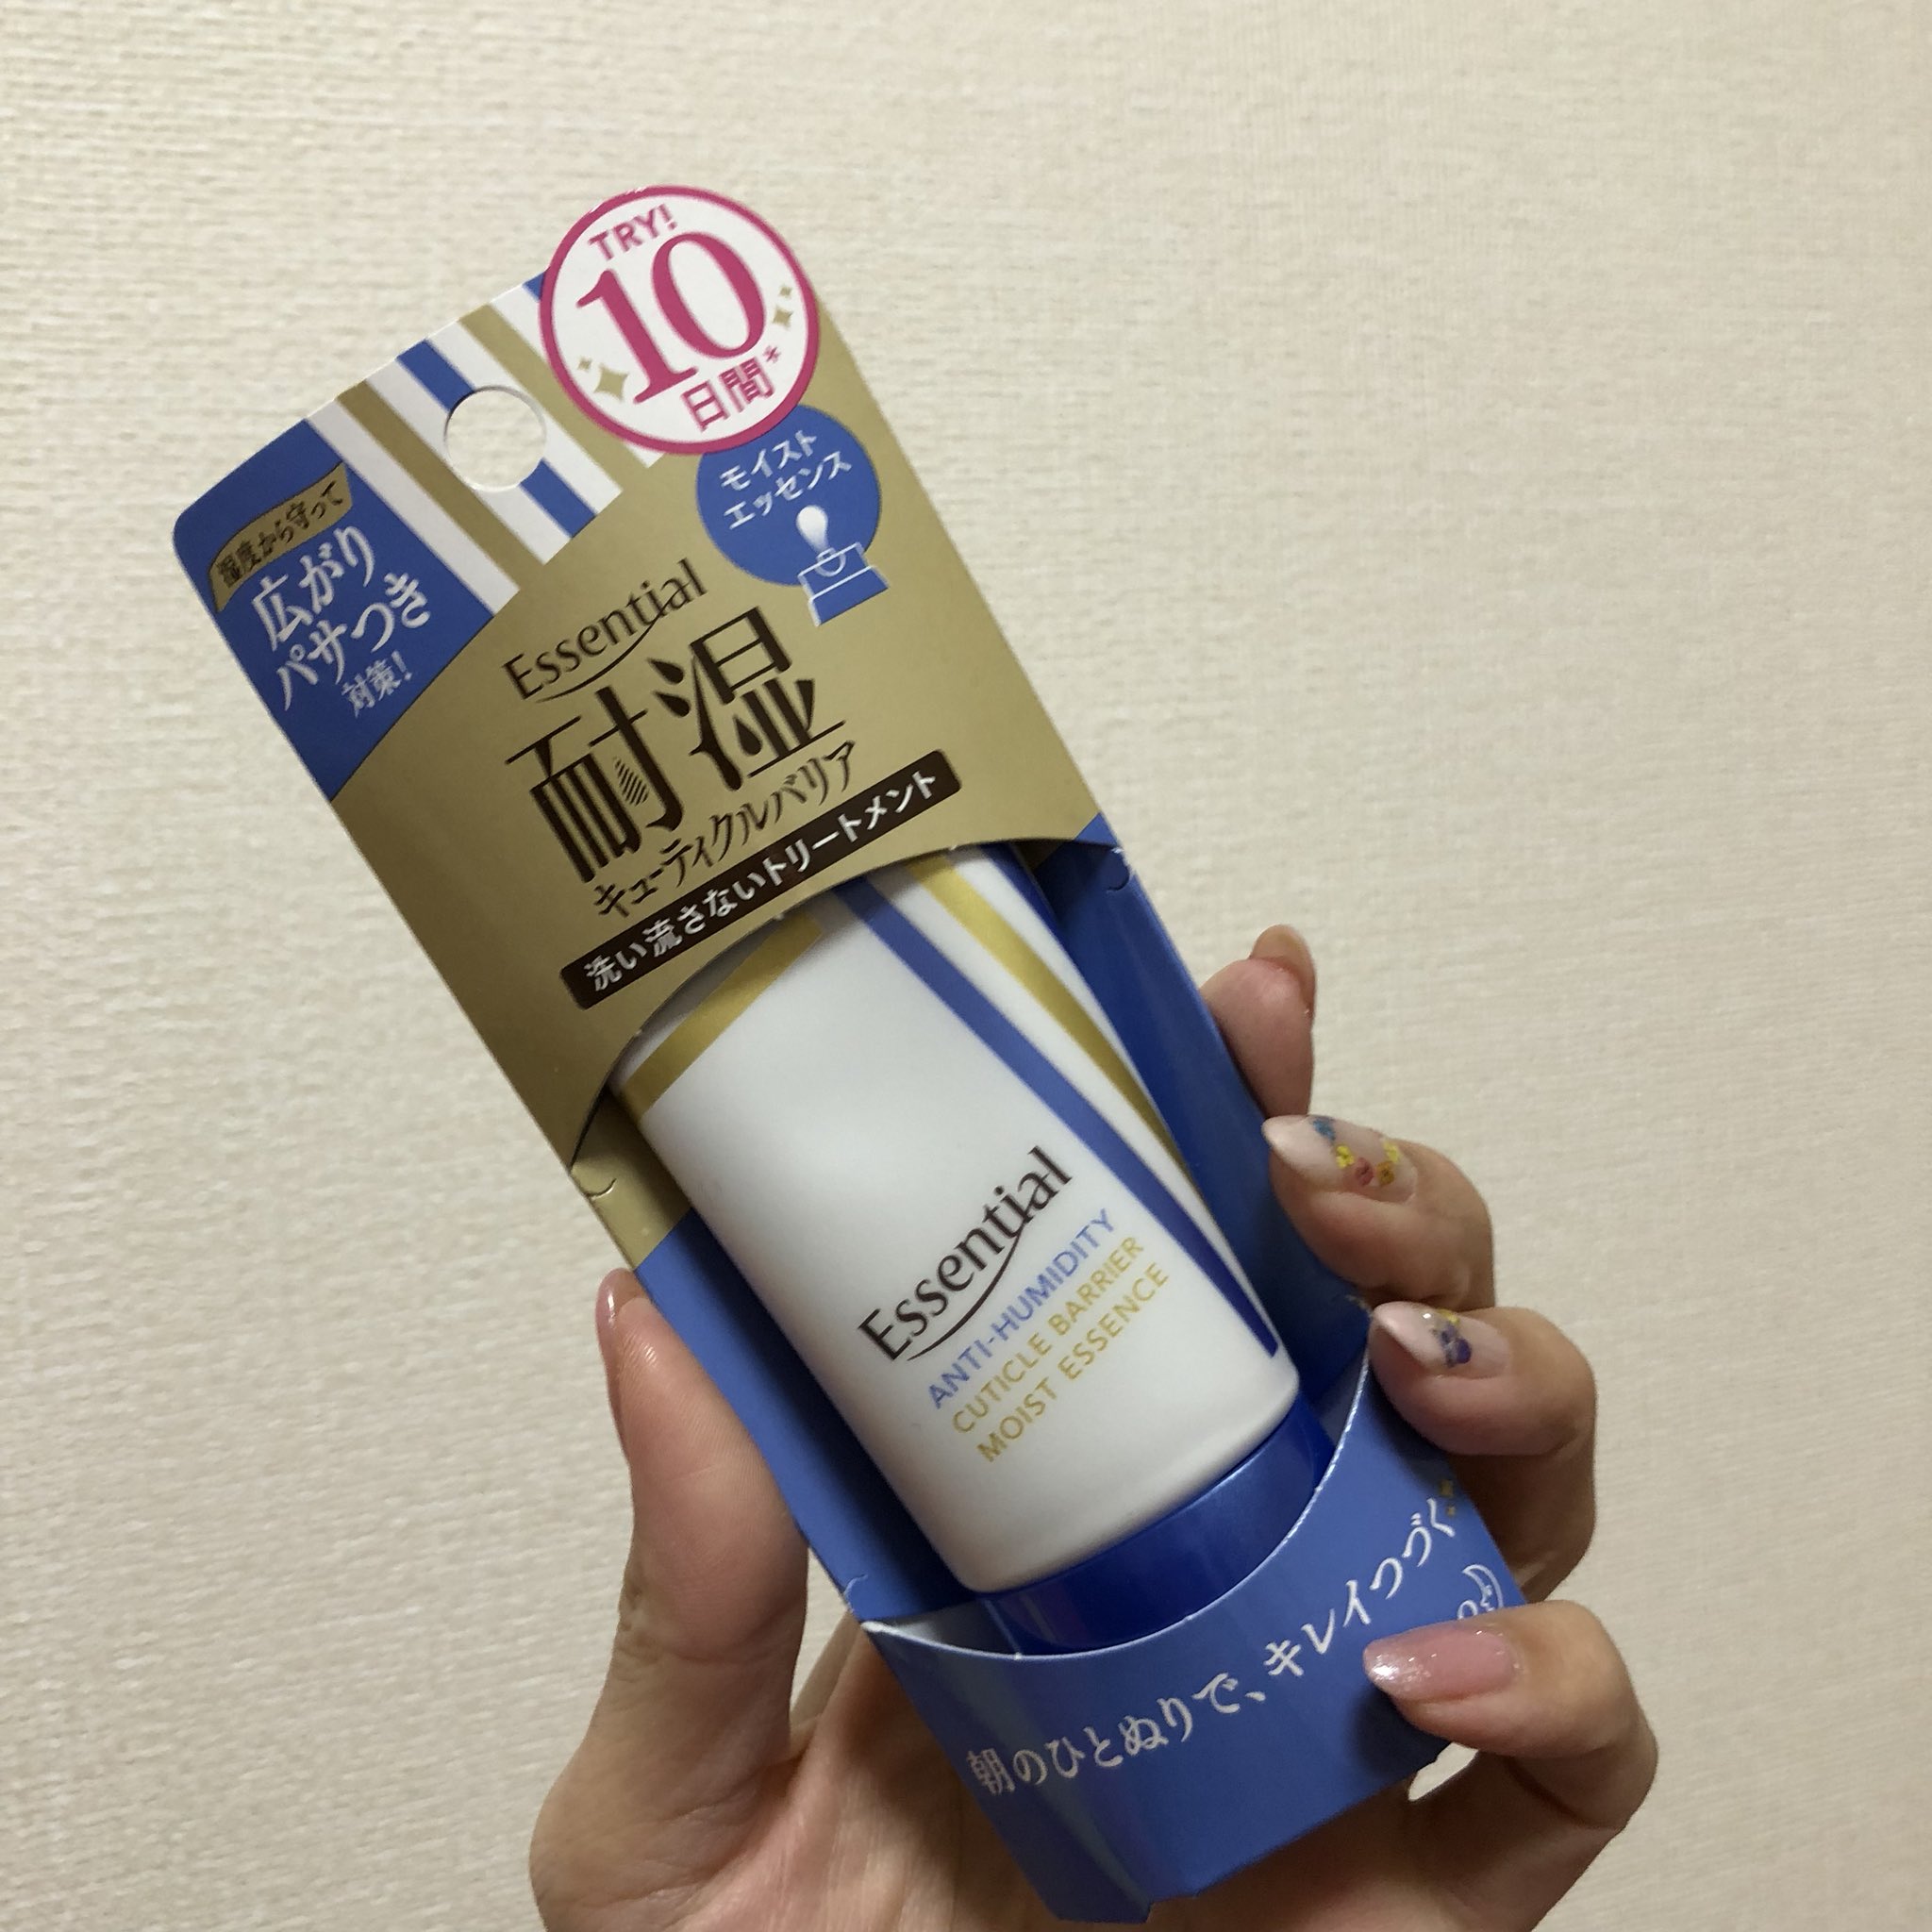 TRY!
10
日間*
モイスト
エッセンス
湿度から守って
広がり
パサつき
対策!
Essential
耐湿
キューティクルバリア
洗い流さないトリートメント
Essential
ANTI-HUMIDITY
CUTICLE BARRIER
MOIST ESSENCE
朝のひとぬりで、キレイつづく